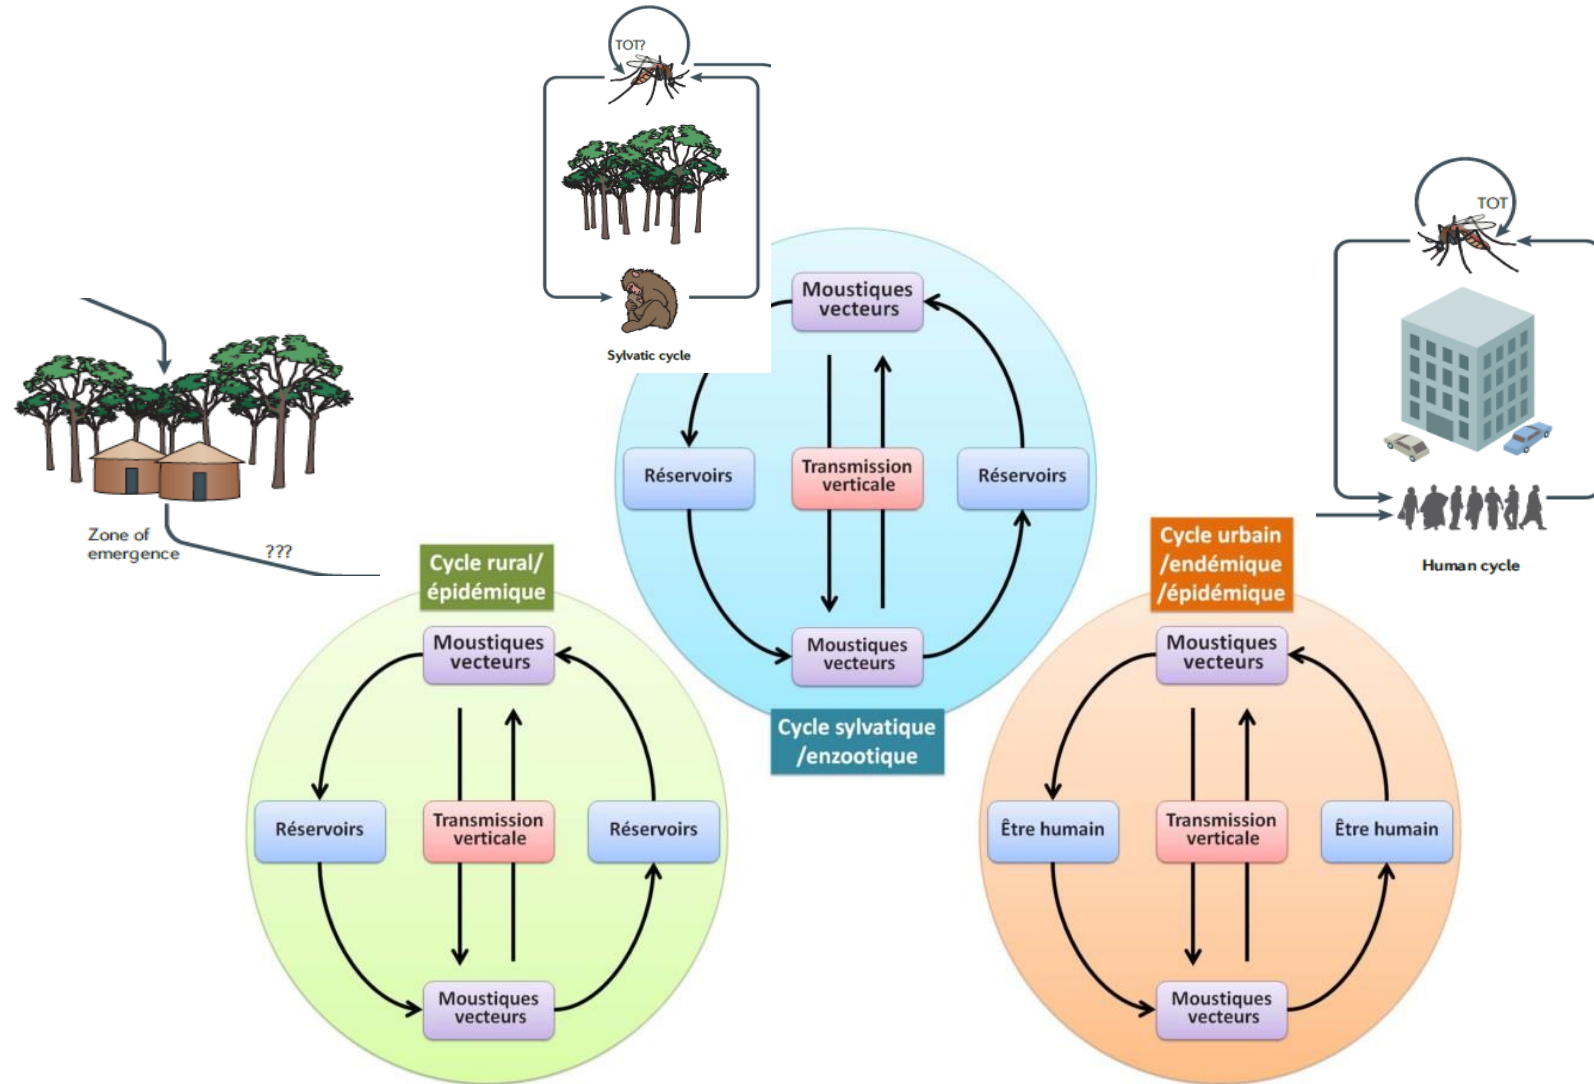 TOT?
Sylvatic cycle
TOT
Human cycle
Zone of
emergence
???
Moustiques
vecteurs
Réservoirs
Transmission
verticale
Réservoirs
Moustiques
vecteurs
Cycle sylvatique
/enzootique
Cycle rural/
épidémique
Moustiques
vecteurs
Réservoirs
Transmission
verticale
Réservoirs
Moustiques
vecteurs
Cycle urbain
/endémique
/épidémique
Moustiques
vecteurs
Être humain
Transmission
verticale
Être humain
Moustiques
vecteurs